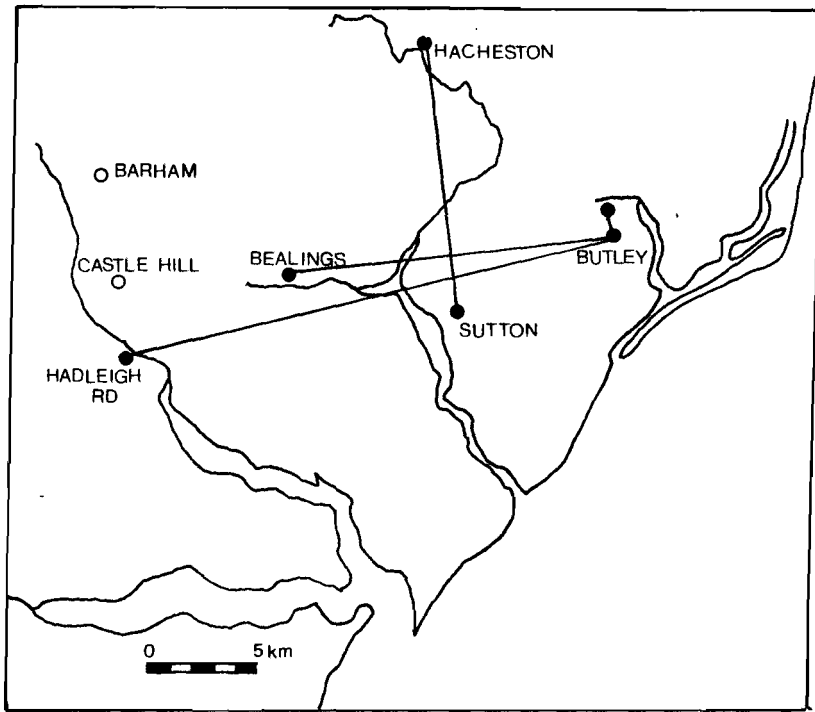 HACHESTON
BARHAM
CASTLE HILL
BEALINGS
BUTLEY
SUTTON
HADLEIGH
RD
0 5km